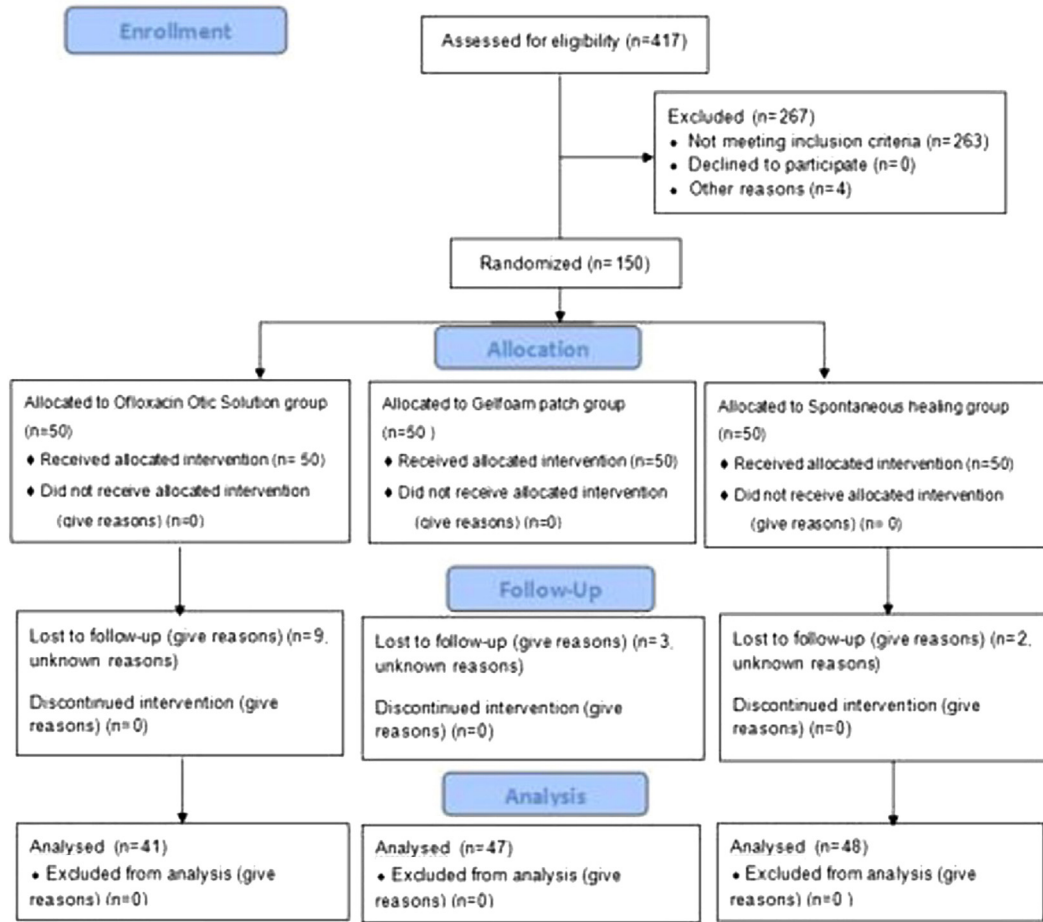 Enrollment
Assessed for eligibility (n=417)
Excluded (n=267)
• Not meeting inclusion criteria (n=263)
• Declined to participate (n=0)
• Other reasons (n=4)
Randomized (n=150)
Allocation
Allocated to Ofloxacin Otic Solution group
(n=50)
♦ Received allocated intervention (n= 50)
♦ Did not receive allocated intervention
(give reasons) (n=0)
Allocated to Gelfoam patch group
(n=50 )
♦ Received allocated intervention (n=50)
♦ Did not receive allocated intervention
(give reasons) (n=0)
Allocated to Spontaneous healing group
(n=50)
♦ Received allocated intervention (n=50)
♦ Did not receive allocated intervention
(give reasons) (n= 0)
Follow-Up
Lost to follow-up (give reasons) (n=9,
unknown reasons)
Discontinued intervention (give
reasons) (n=0)
Lost to follow-up (give reasons) (n=3,
unknown reasons)
Discontinued intervention (give
reasons) (n=0)
Lost to follow-up (give reasons) (n=2,
unknown reasons)
Discontinued intervention (give
reasons) (n=0)
Analysis
Analysed (n=41)
• Excluded from analysis (give
reasons) (n=0)
Analysed (n=47)
• Excluded from analysis (give
reasons) (n=0)
Analysed (n=48)
• Excluded from analysis (give
reasons) (n=0 )